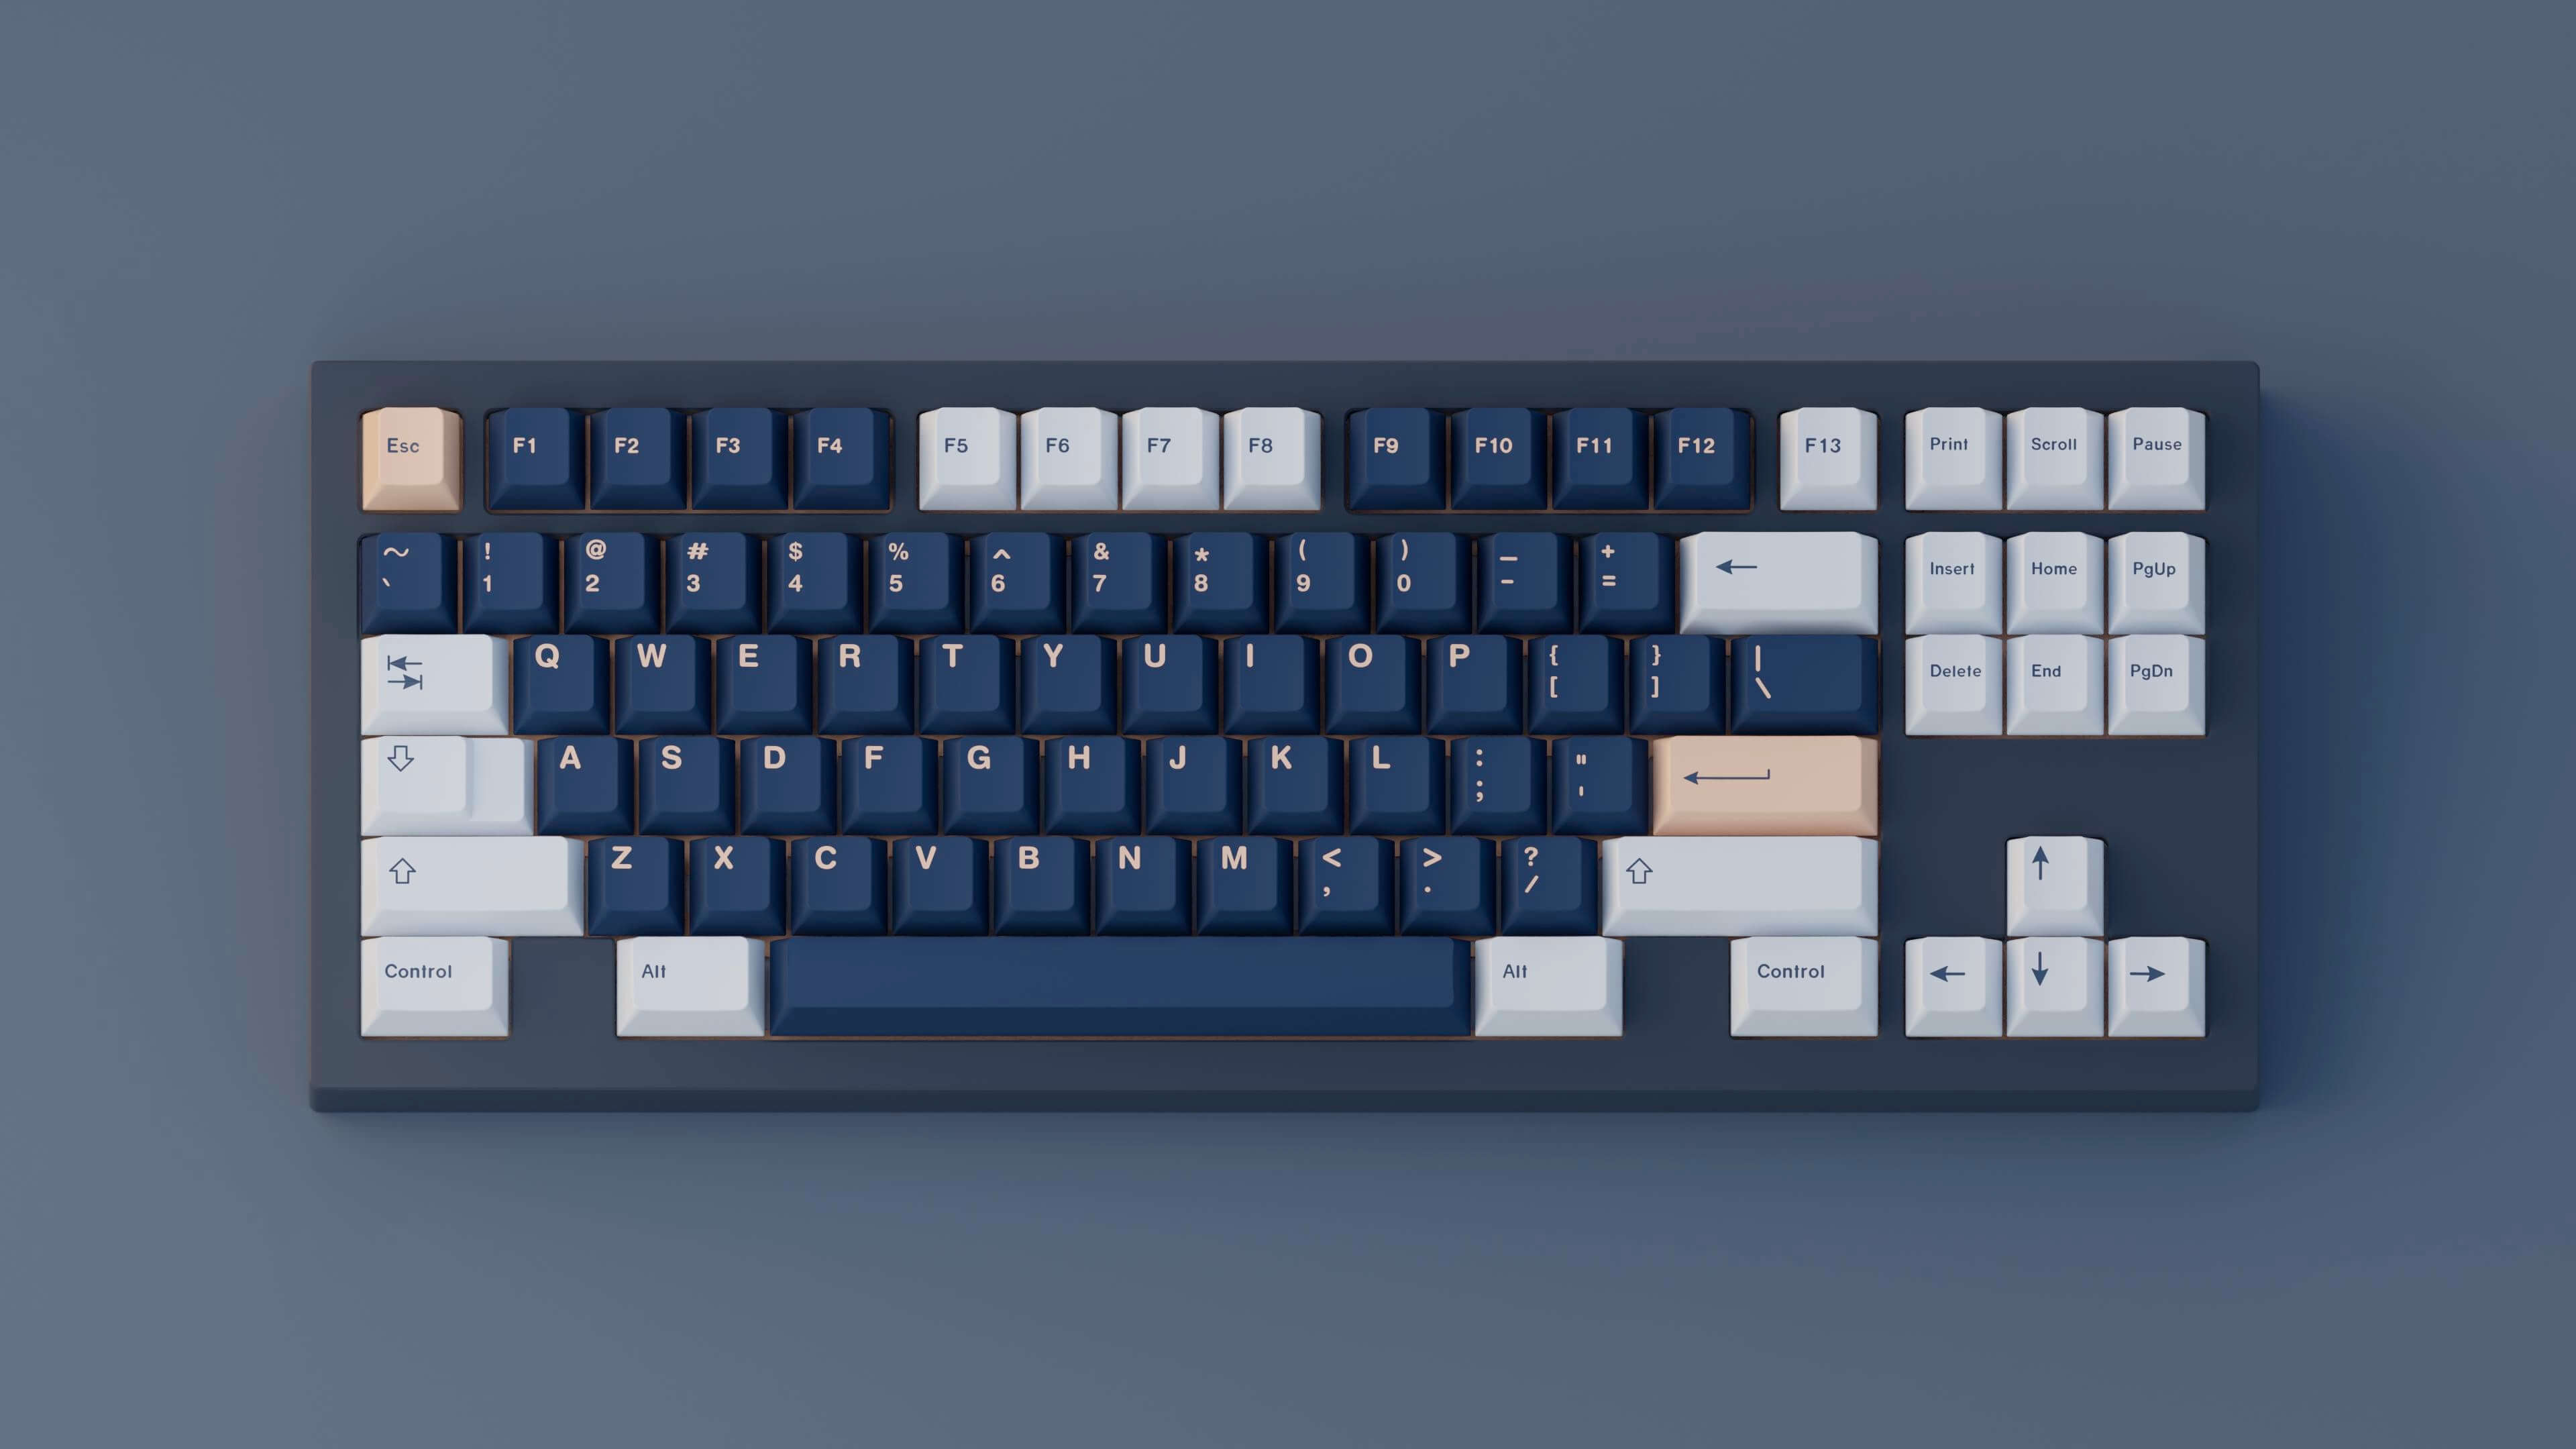 Esc F1 F2 F3 F4 F5 F6 F7 F8 F9 F10 F11 F12 F13 Print Scroll Pause
~ ! @ # $ % ^ & * ( ) _ +
` 1 2 3 4 5 6 7 8 9 0 - = ← Insert Home PgUp
Q W E R T Y U I O P { } |
[ ] \ Delete End PgDn
A S D F G H J K L : "
; '
Z X C V B N M < > ?
, . / ↑
Control Alt Alt Control ← ↓ →